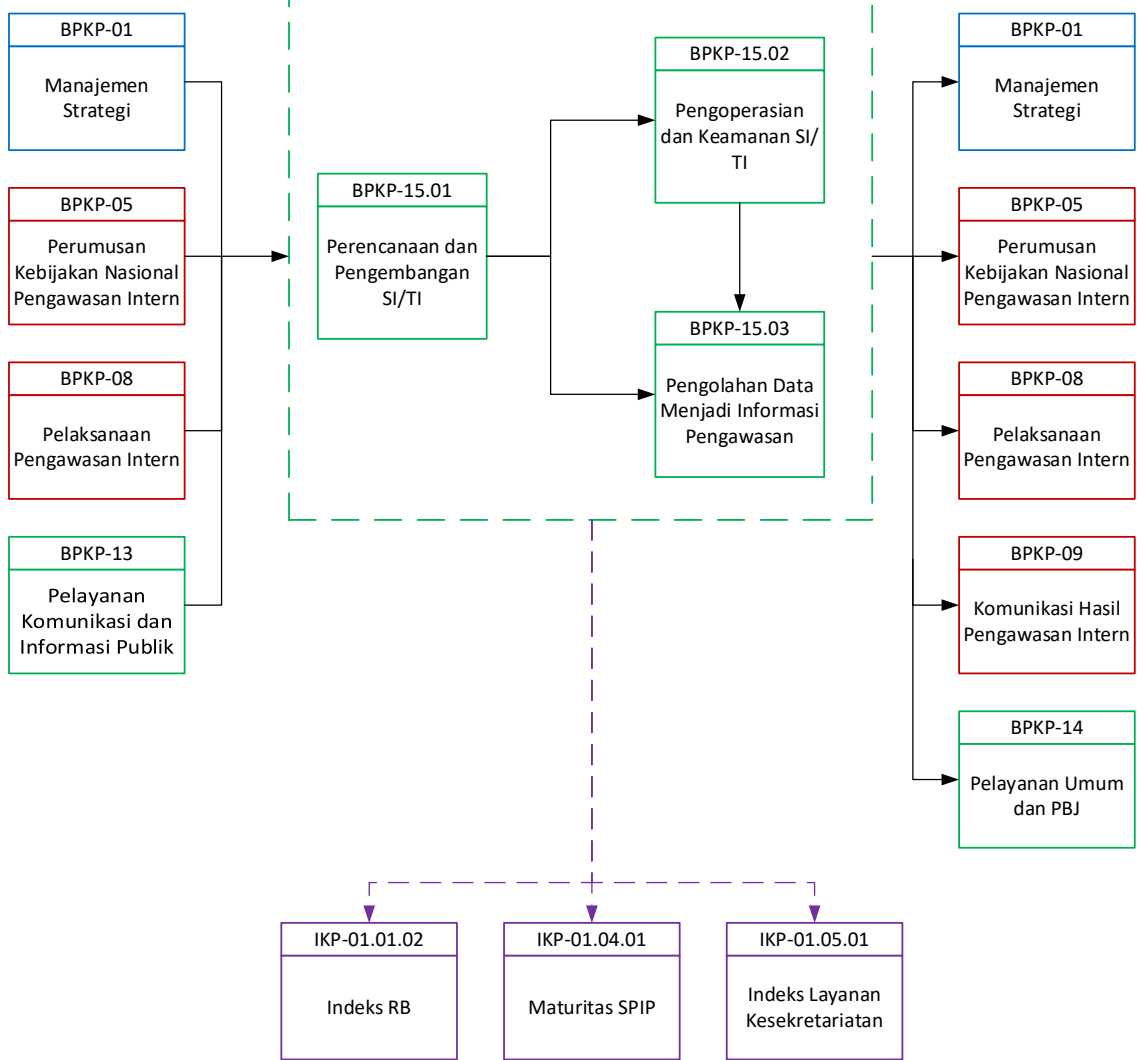 BPKP-01
Manajemen
Strategi
BPKP-05
Perumusan
Kebijakan Nasional
Pengawasan Intern
BPKP-08
Pelaksanaan
Pengawasan Intern
BPKP-13
Pelayanan
Komunikasi dan
Informasi Publik
BPKP-15.01
Perencanaan dan
Pengembangan
SI/TI
BPKP-15.02
Pengoperasian
dan Keamanan SI/
TI
BPKP-15.03
Pengolahan Data
Menjadi Informasi
Pengawasan
BPKP-01
Manajemen
Strategi
BPKP-05
Perumusan
Kebijakan Nasional
Pengawasan Intern
BPKP-08
Pelaksanaan
Pengawasan Intern
BPKP-09
Komunikasi Hasil
Pengawasan Intern
BPKP-14
Pelayanan Umum
dan PBJ
IKP-01.01.02
Indeks RB
IKP-01.04.01
Maturitas SPIP
IKP-01.05.01
Indeks Layanan
Kesekretariatan